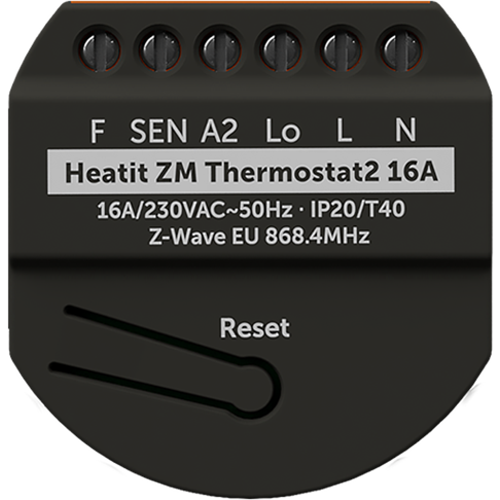 F SEN A2 Lo L N
Heatit ZM Thermostat2 16A
16A/230VAC~50Hz · IP20/T40
Z-Wave EU 868.4MHz
Reset